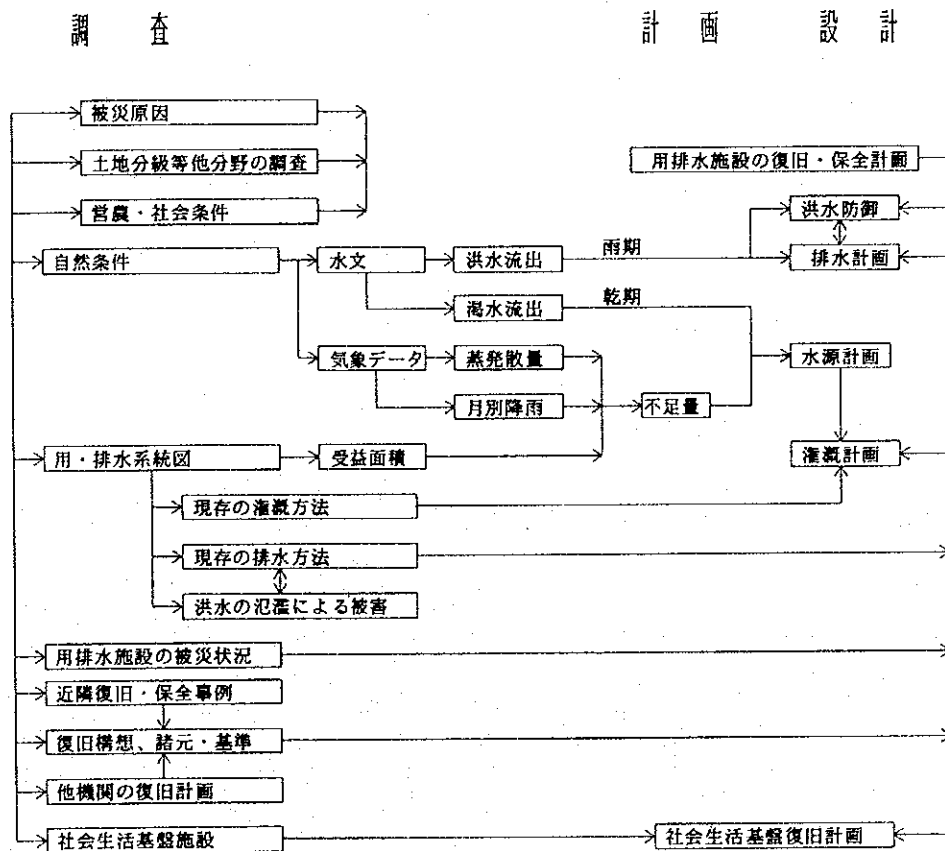 調査 計画 設計
被災原因
土地分級等他分野の調査
用排水施設の復旧・保全計画
営農・社会条件
洪水防御
自然条件 水文 洪水流出 雨期 排水計画
渇水流出 乾期
気象データ 蒸発散量 水源計画
月別降雨 不足量
用・排水系統図 受益面積 灌漑計画
現存の灌漑方法
現存の排水方法
洪水の氾濫による被害
用排水施設の被災状況
近隣復旧・保全事例
復旧構想、諸元・基準
他機関の復旧計画
社会生活基盤施設 社会生活基盤復旧計画